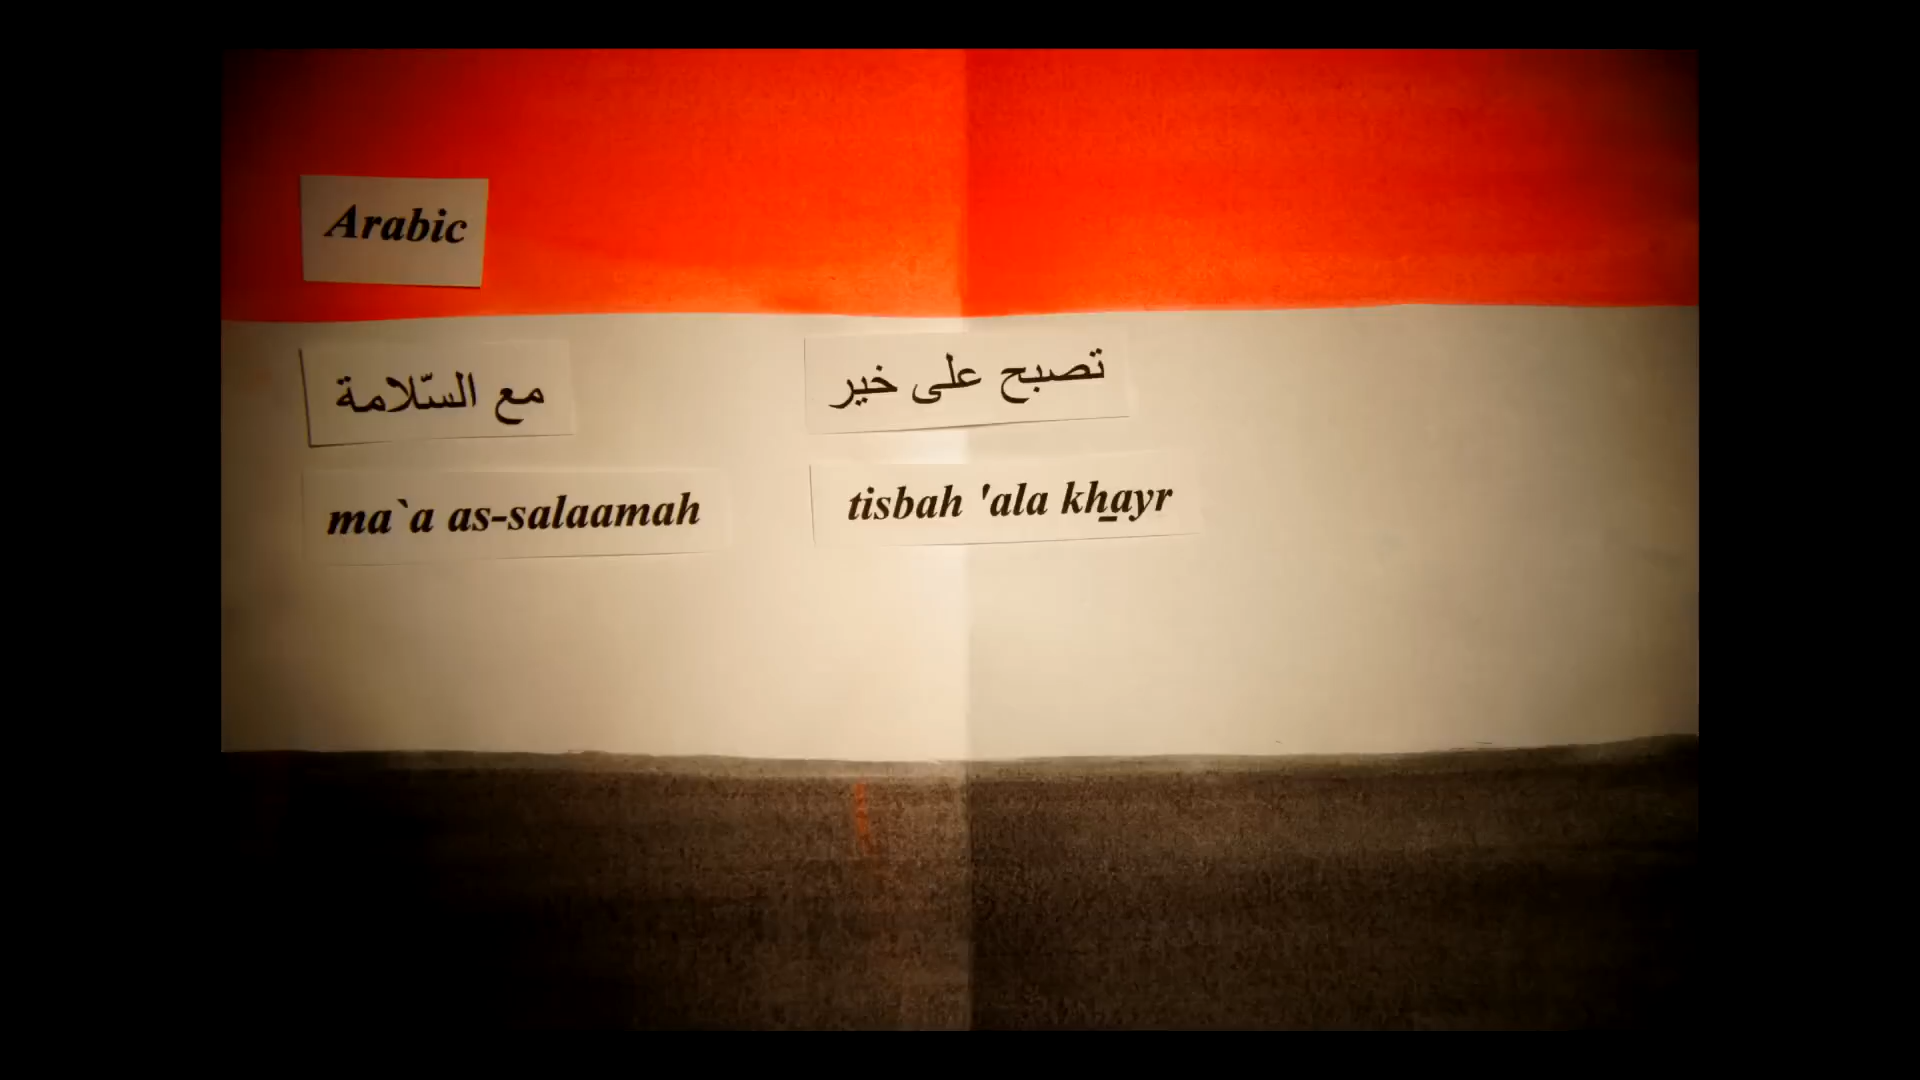 Arabic
مع السّلامة
ma`a as-salaamah
تصبح على خير
tisbah 'ala khayr